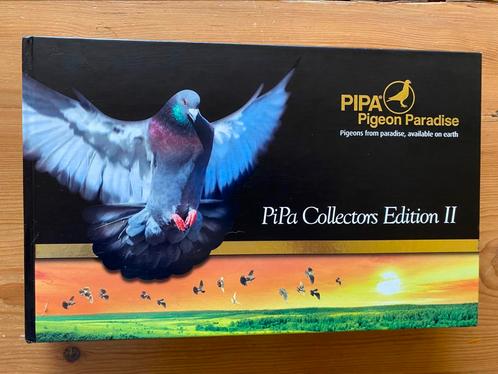 PIPA®
Pigeon Paradise
Pigeons from paradise, available on earth
PiPa Collectors Edition II